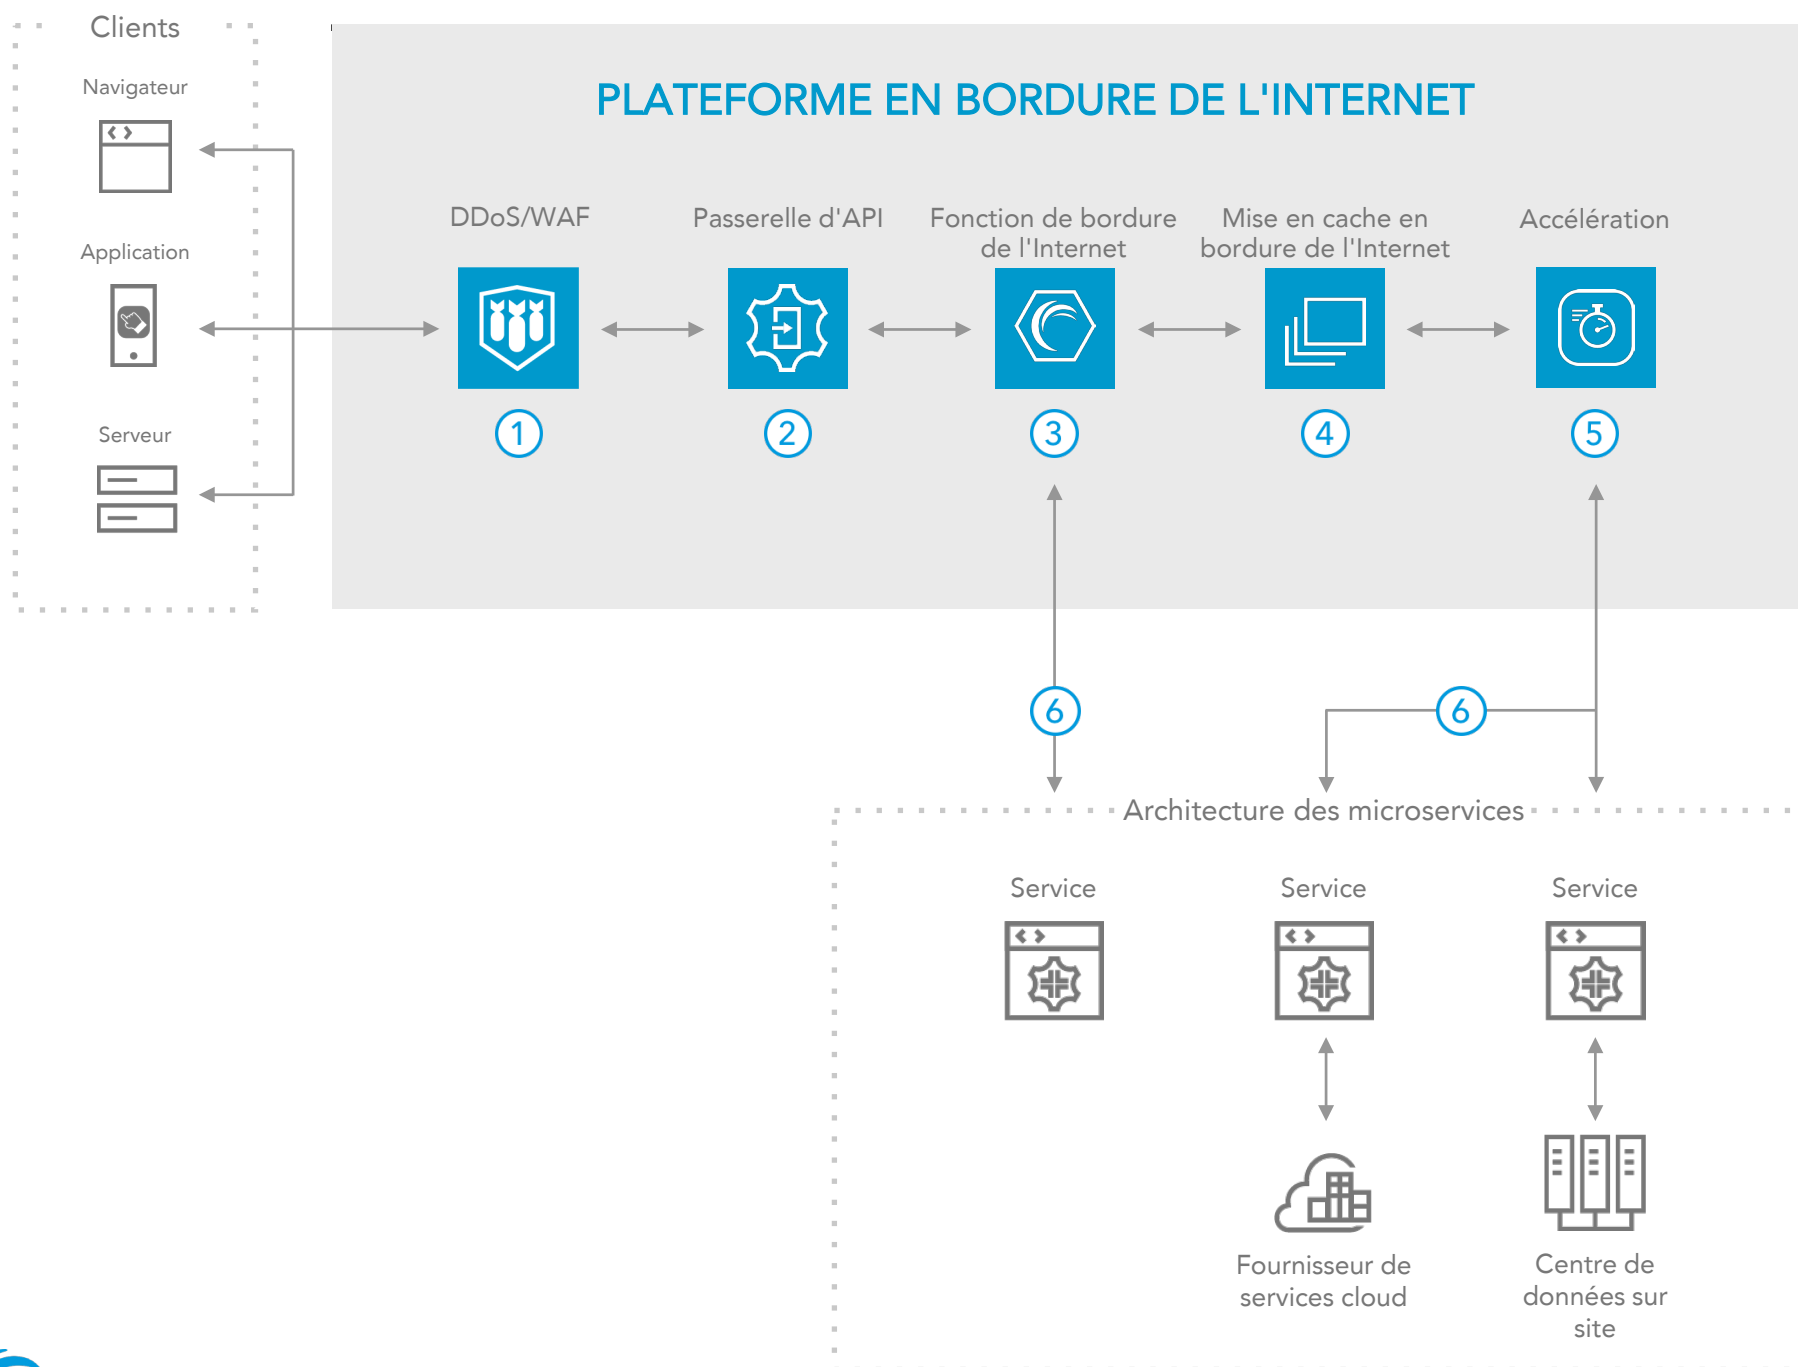 Clients
Navigateur
Application
Serveur
PLATEFORME EN BORDURE DE L'INTERNET
DDoS/WAF
Passerelle d'API
Fonction de bordure
de l'Internet
Mise en cache en
bordure de l'Internet
Accélération
1
2
3
4
5
6
6
Architecture des microservices
Service
Service
Service
Fournisseur de
services cloud
Centre de
données sur
site